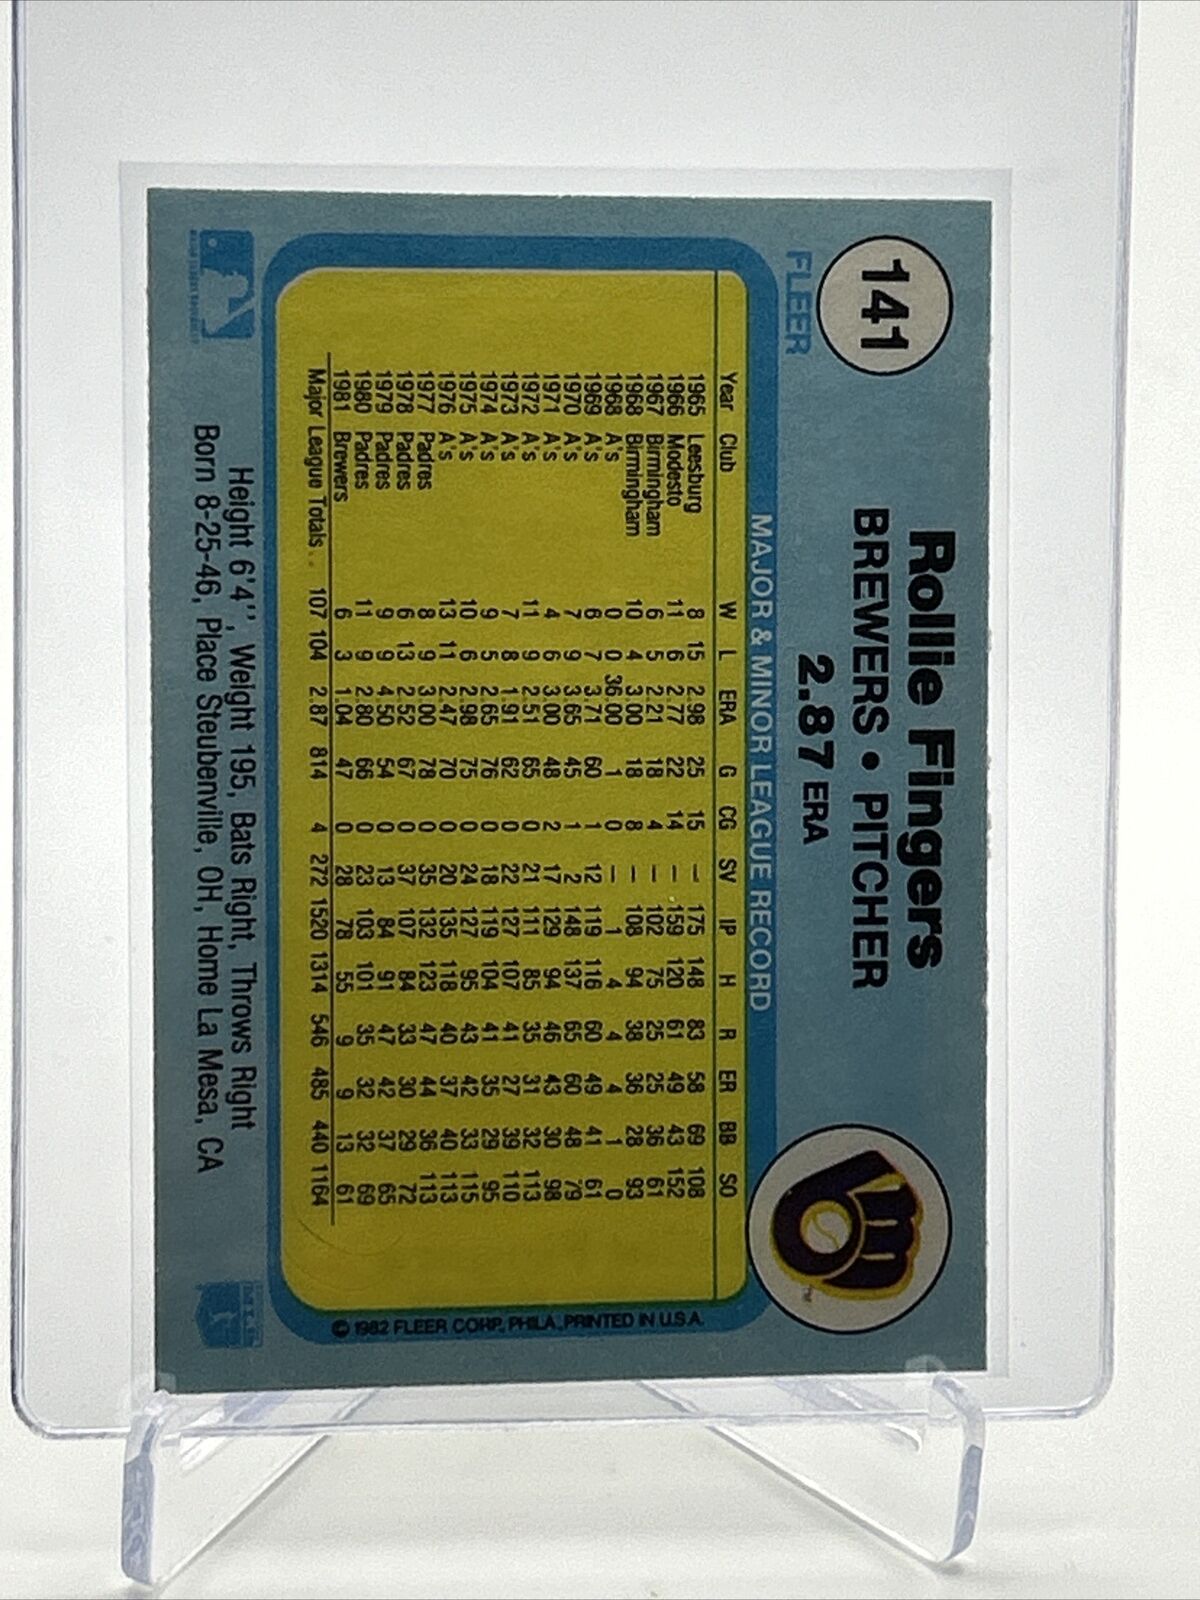 141
FLEER
Rollie Fingers
BREWERS • PITCHER
2.87 ERA
MAJOR & MINOR LEAGUE RECORD
Year Club W L ERA G CG SV IP H R ER BB SO
1965 Leesburg 8 15 2.98 25 15 — 175 148 83 58 69 108
1966 Modesto 11 6 2.77 22 14 — 159 120 61 49 43 152
1967 Birmingham 6 5 2.21 18 4 — 102 75 25 25 36 61
1968 Birmingham 10 4 3.00 18 8 — 108 94 38 36 28 93
1968 A's 0 0 36.00 1 0 — 1 4 4 4 1 0
1969 A's 6 7 3.71 60 1 12 119 116 60 49 41 61
1970 A's 7 9 3.65 45 1 2 148 137 65 60 48 79
1971 A's 4 6 3.00 48 2 17 129 94 46 43 30 98
1972 A's 11 9 2.51 65 0 21 111 85 35 31 32 113
1973 A's 7 8 1.91 62 0 22 127 107 41 27 39 110
1974 A's 9 5 2.65 76 0 18 119 104 41 35 29 95
1975 A's 10 6 2.98 75 0 24 127 95 43 42 33 115
1976 A's 13 11 2.47 70 0 20 135 118 40 37 40 113
1977 Padres 8 9 3.00 78 0 35 132 123 47 44 36 113
1978 Padres 6 13 2.52 67 0 37 107 84 33 30 29 72
1979 Padres 9 9 4.50 54 0 13 84 91 47 42 37 65
1980 Padres 11 9 2.80 66 0 23 103 101 35 32 32 69
1981 Brewers 6 3 1.04 47 0 28 78 55 9 9 13 61
Major League Totals . . 107 104 2.87 814 4 272 1520 1314 546 485 440 1164
© 1982 FLEER CORP. PHILA. PRINTED IN U.S.A.
Height 6'4'', Weight 195, Bats Right, Throws Right
Born 8-25-46, Place Steubenville, OH, Home La Mesa, CA
TM